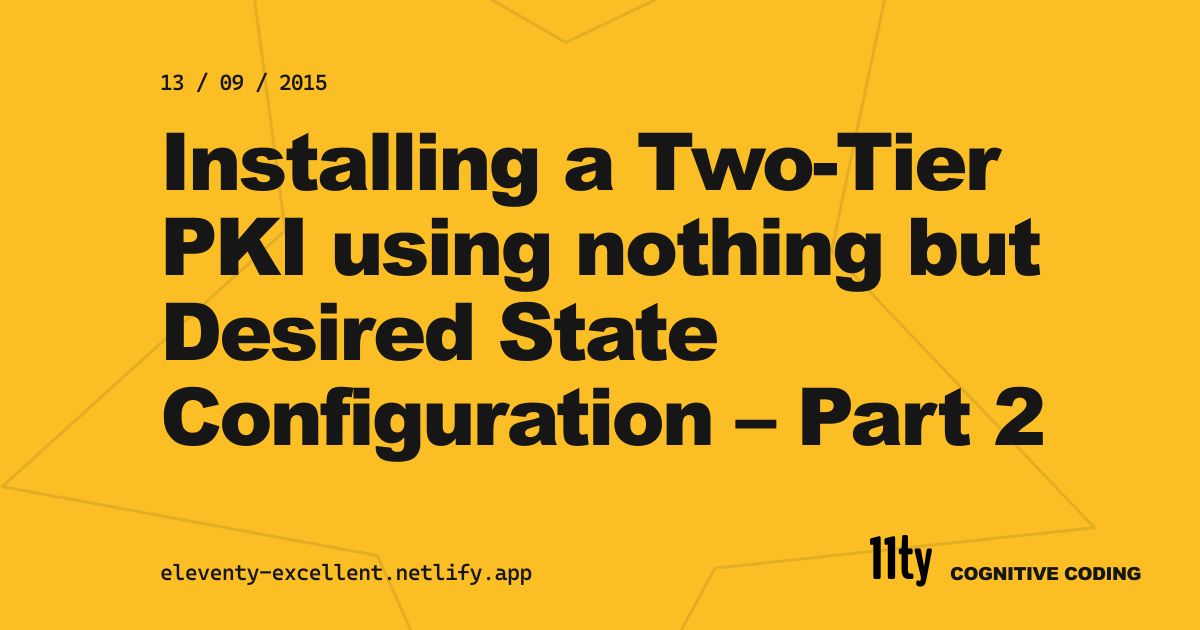 13 / 09 / 2015
Installing a Two-Tier
PKI using nothing but
Desired State
Configuration – Part 2
eleventy-excellent.netlify.app
11ty COGNITIVE CODING